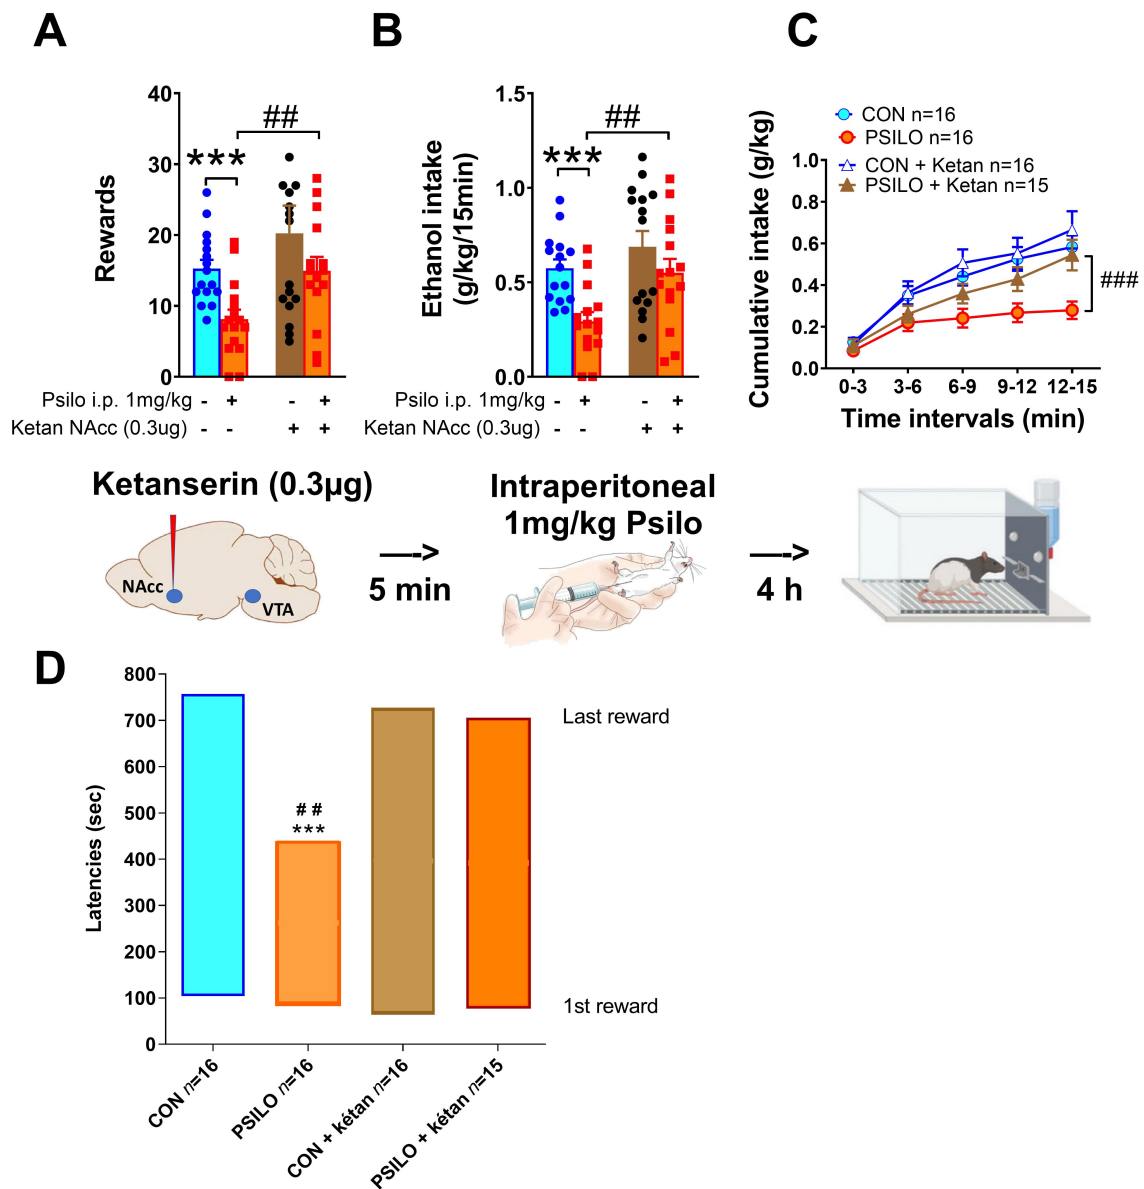 A
B
C
Rewards
40
30
20
10
0
***
##
Psilo i.p. 1mg/kg - + - +
Ketan NAcc (0.3ug) - - + +
Ethanol intake
(g/kg/15min)
1.5
1.0
0.5
0.0
***
##
Psilo i.p. 1mg/kg - + - +
Ketan NAcc (0.3ug) - - + +
CON n=16
PSILO n=16
CON + Ketan n=16
PSILO + Ketan n=15
Cumulative intake (g/kg)
1.0
0.8
0.6
0.4
0.2
0.0
###
0-3 3-6 6-9 9-12 12-15
Time intervals (min)
Ketanserin (0.3µg)
NAcc
VTA
5 min
Intraperitoneal
1mg/kg Psilo
4 h
D
Latencies (sec)
800
700
600
500
400
300
200
100
0
##
***
Last reward
1st reward
CON n=16
PSILO n=16
CON + kétan n=16
PSILO + kétan n=15